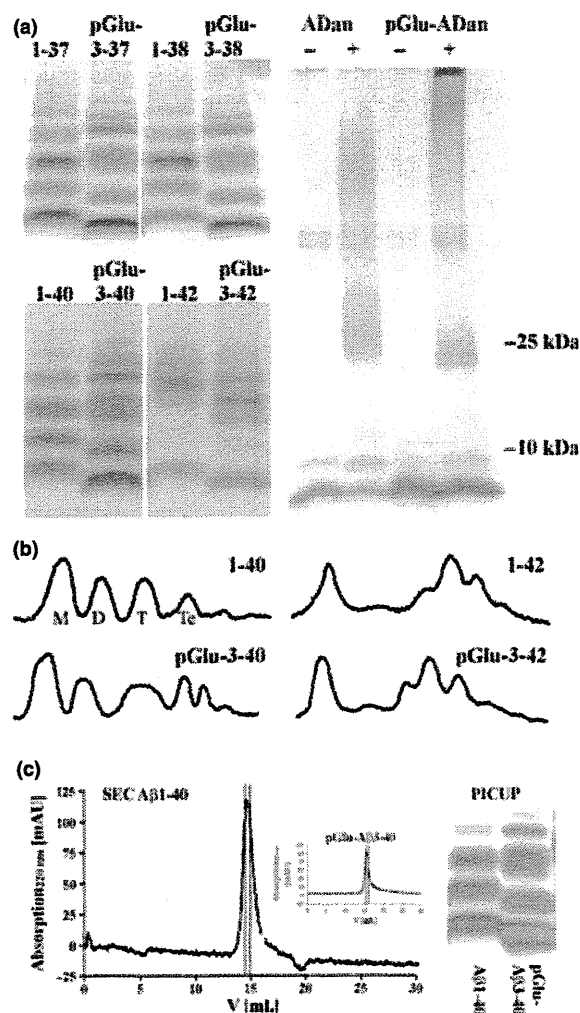 (a)
pGlu- pGlu-
1-37 3-37 1-38 3-38
pGlu- pGlu-
1-40 3-40 1-42 3-42
ADan pGlu-ADan
– + – +
–25 kDa
–10 kDa
(b)
1-40
M D T Te
1-42
pGlu-3-40
pGlu-3-42
(c)
SEC Aβ1-40
Absorption220 nm [mAU]
125
100
75
50
25
0
-25
0 5 10 15 20 25 30
V [mL]
pGlu-Aβ3-40
V [mL]
PICUP
Aβ1-40
pGlu-
Aβ3-40